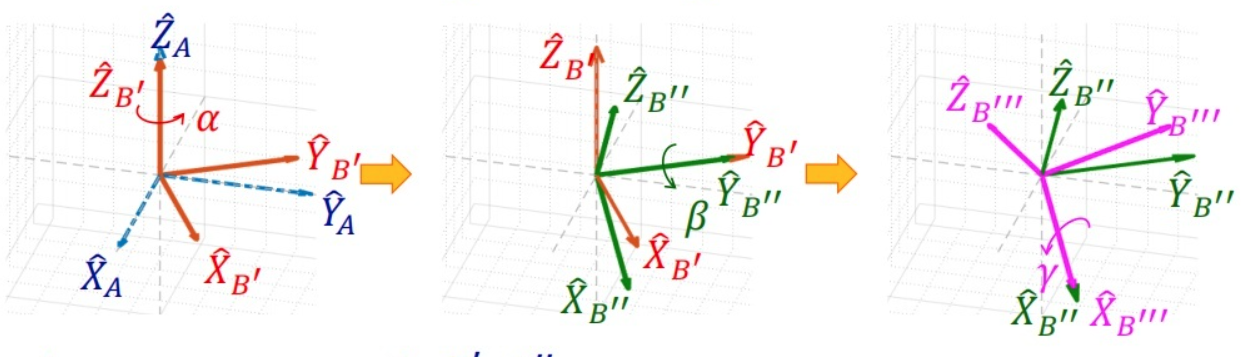 Ẑ_A
Ẑ_B′
α
Ŷ_B′
Ŷ_A
X̂_A
X̂_B′
Ẑ_B′
Ẑ_B″
Ŷ_B′
Ŷ_B″
β
X̂_B′
X̂_B″
Ẑ_B‴
Ẑ_B″
Ŷ_B‴
Ŷ_B″
γ
X̂_B″
X̂_B‴